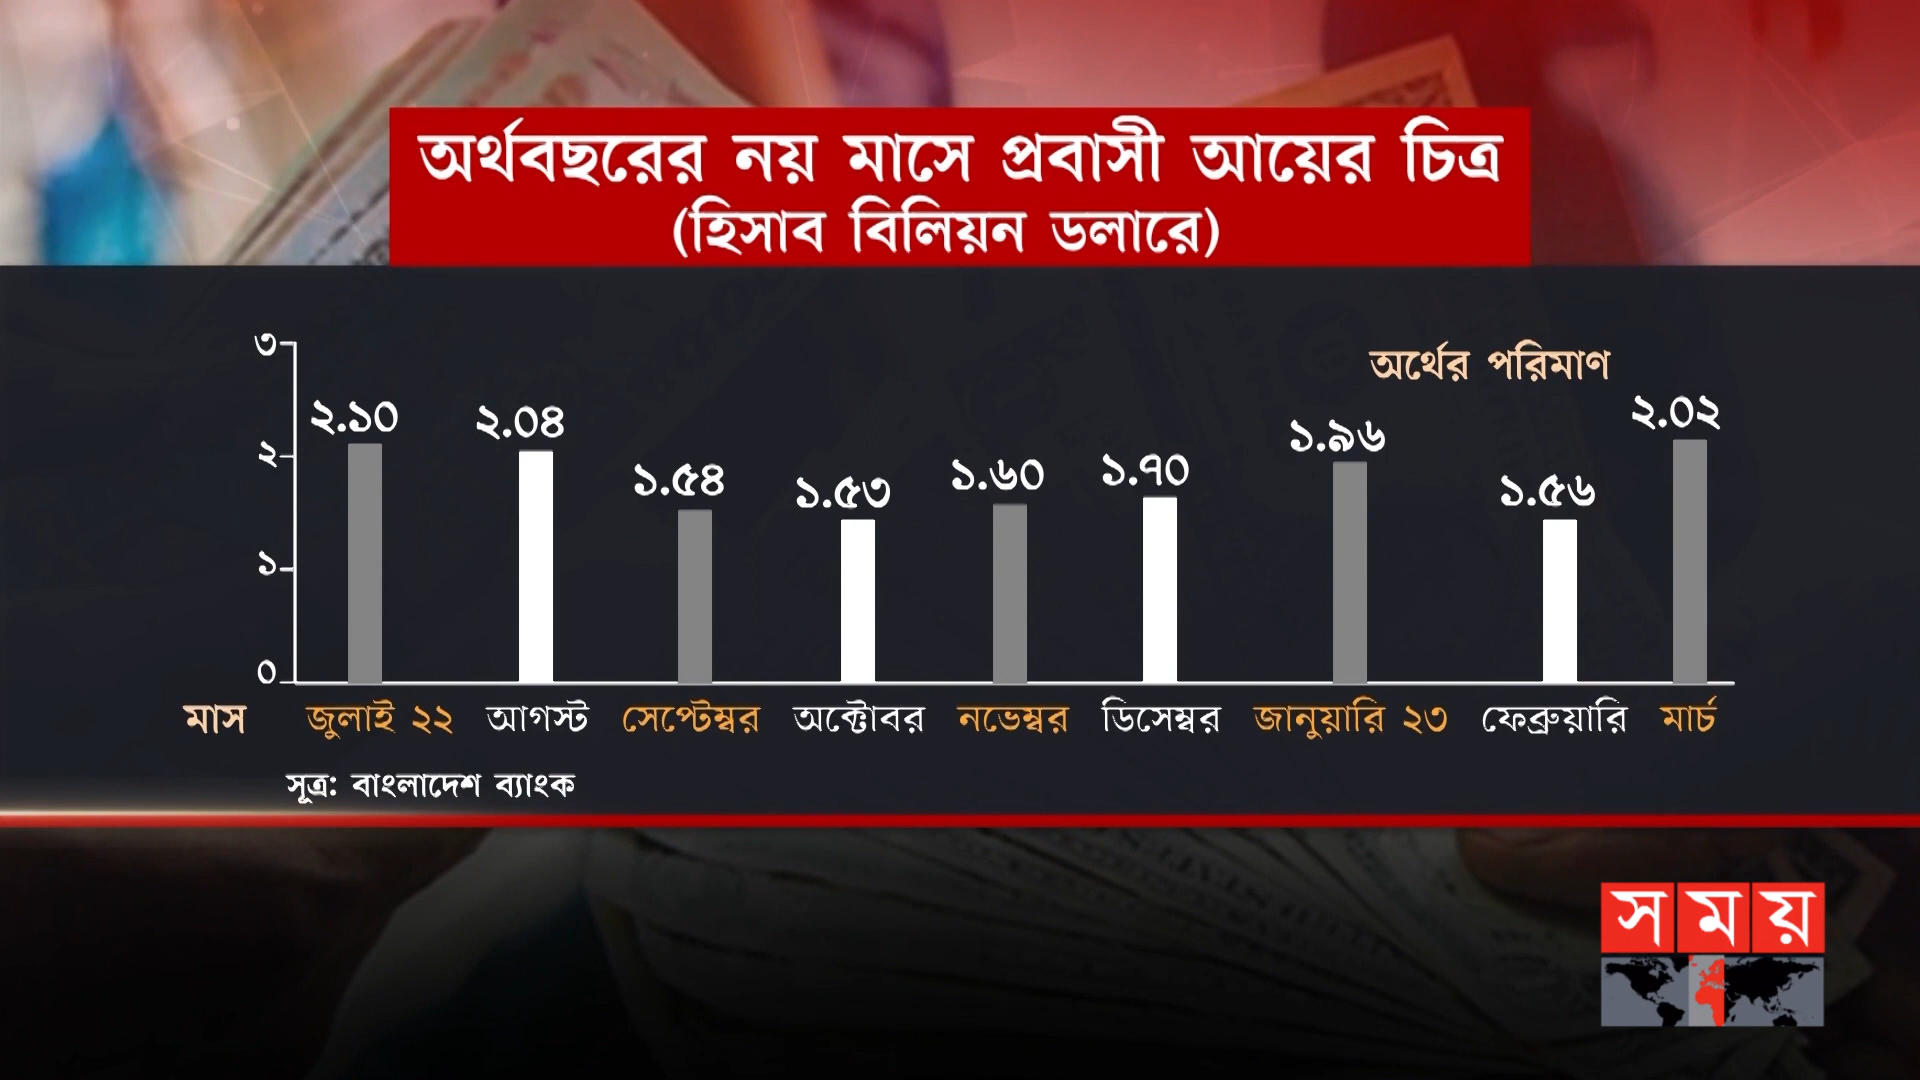 অর্থবছরের নয় মাসে প্রবাসী আয়ের চিত্র
(হিসাব বিলিয়ন ডলারে)
অর্থের পরিমাণ
৩
২
১
০
২.১০ ২.০৪ ১.৫৪ ১.৫৩ ১.৬০ ১.৭০ ১.৯৬ ১.৫৬ ২.০২
মাস জুলাই ২২ আগস্ট সেপ্টেম্বর অক্টোবর নভেম্বর ডিসেম্বর জানুয়ারি ২৩ ফেব্রুয়ারি মার্চ
সূত্র: বাংলাদেশ ব্যাংক
সময়